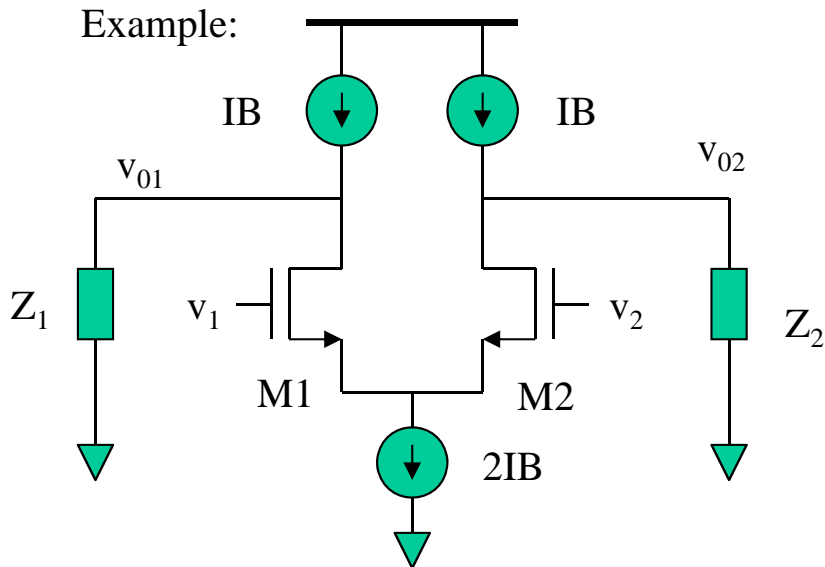 Example:
IB
IB
v₀₁
v₀₂
Z₁
v₁
v₂
Z₂
M1
M2
2IB